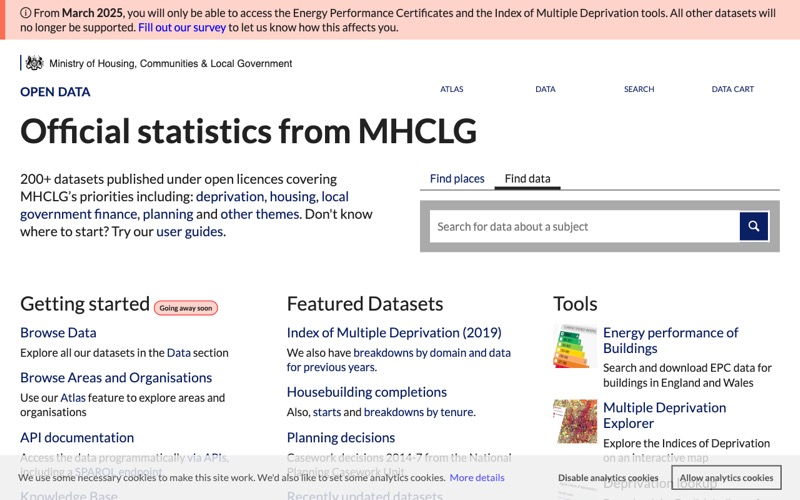 ⓘ From March 2025, you will only be able to access the Energy Performance Certificates and the Index of Multiple Deprivation tools. All other datasets will
no longer be supported. Fill out our survey to let us know how this affects you.
Ministry of Housing, Communities & Local Government
OPEN DATA
ATLAS
DATA
SEARCH
DATA CART
Official statistics from MHCLG
200+ datasets published under open licences covering
MHCLG's priorities including: deprivation, housing, local
government finance, planning and other themes. Don't know
where to start? Try our user guides.
Find places
Find data
Search for data about a subject
Getting started Going away soon
Browse Data
Explore all our datasets in the Data section
Browse Areas and Organisations
Use our Atlas feature to explore areas and
organisations
API documentation
Access the data programmatically via APIs,
including a SPARQL endpoint
Knowledge Base
Featured Datasets
Index of Multiple Deprivation (2019)
We also have breakdowns by domain and data
for previous years.
Housebuilding completions
Also, starts and breakdowns by tenure.
Planning decisions
Casework decisions 2014-7 from the National
Planning Casework Unit
Recently updated datasets
Tools
Energy performance of
Buildings
Search and download EPC data for
buildings in England and Wales
Multiple Deprivation
Explorer
Explore the Indices of Deprivation
on an interactive map
Deprivation lookup
We use some necessary cookies to make this site work. We'd also like to set some analytics cookies. More details
Disable analytics cookies
Allow analytics cookies